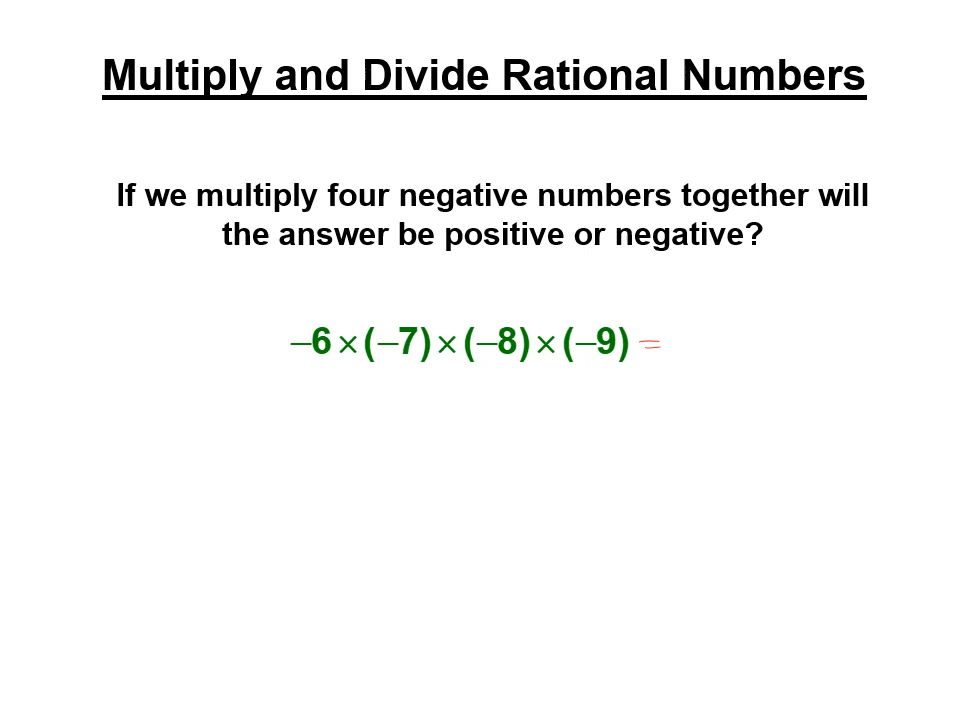 Multiply and Divide Rational Numbers
If we multiply four negative numbers together will
the answer be positive or negative?
–6 × (–7) × (–8) × (–9) =